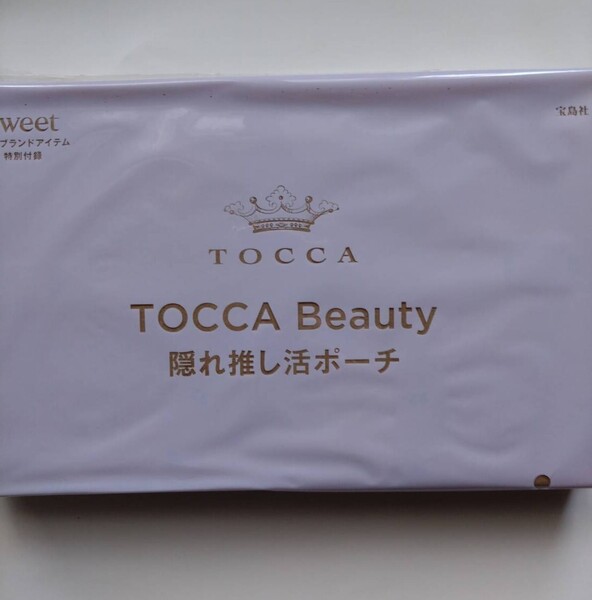 weet
ブランドアイテム
特別付録
宝島社
TOCCA
TOCCA Beauty
隠れ推し活ポーチ